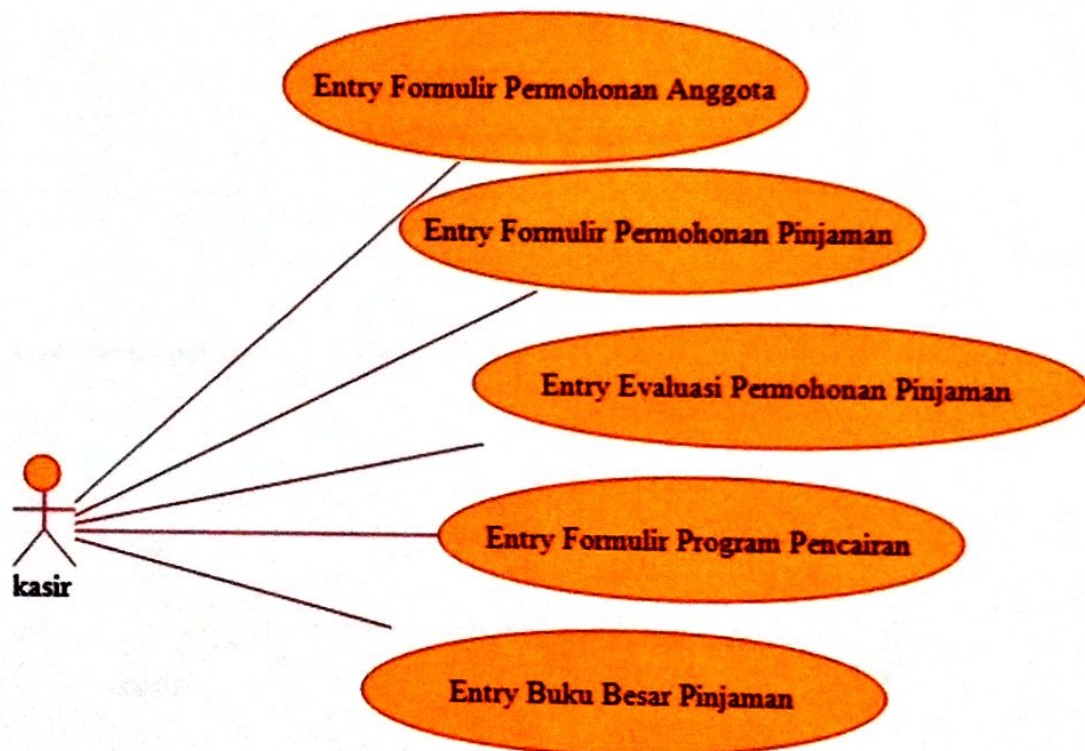 Entry Formulir Permohonan Anggota
Entry Formulir Permohonan Pinjaman
Entry Evaluasi Permohonan Pinjaman
Entry Formulir Program Pencairan
kasir
Entry Buku Besar Pinjaman